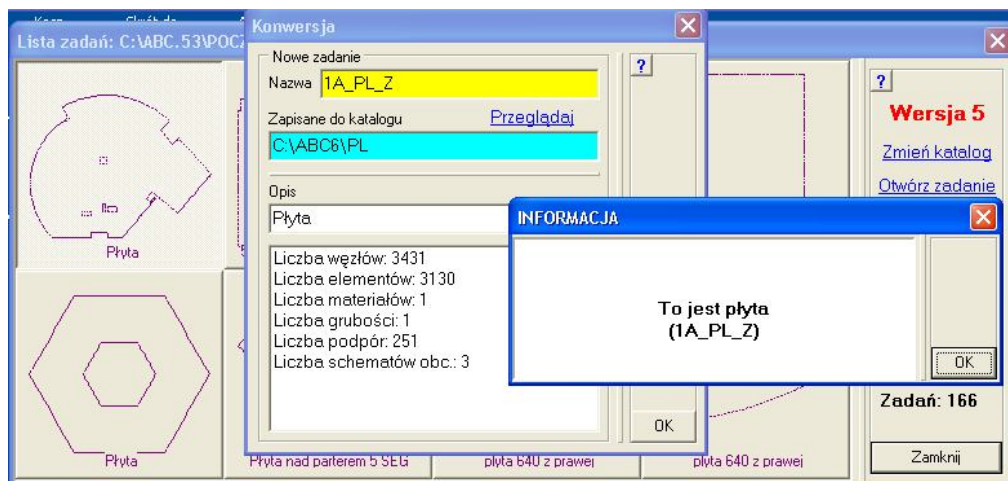 Lista zadań: C:\ABC.53\POCZ
Konwersja
Nowe zadanie
Nazwa 1A_PL_Z
Zapisane do katalogu Przeglądaj
C:\ABC6\PL
Opis
Płyta
Liczba węzłów: 3431
Liczba elementów: 3130
Liczba materiałów: 1
Liczba grubości: 1
Liczba podpór: 251
Liczba schematów obc.: 3
?
OK
INFORMACJA
To jest płyta
(1A_PL_Z)
OK
?
Wersja 5
Zmień katalog
Otwórz zadanie
Zadań: 166
Zamknij
Płyta
Płyta
Płyta nad parterem 5 SEG
płyta 640 z prawej
płyta 640 z prawej